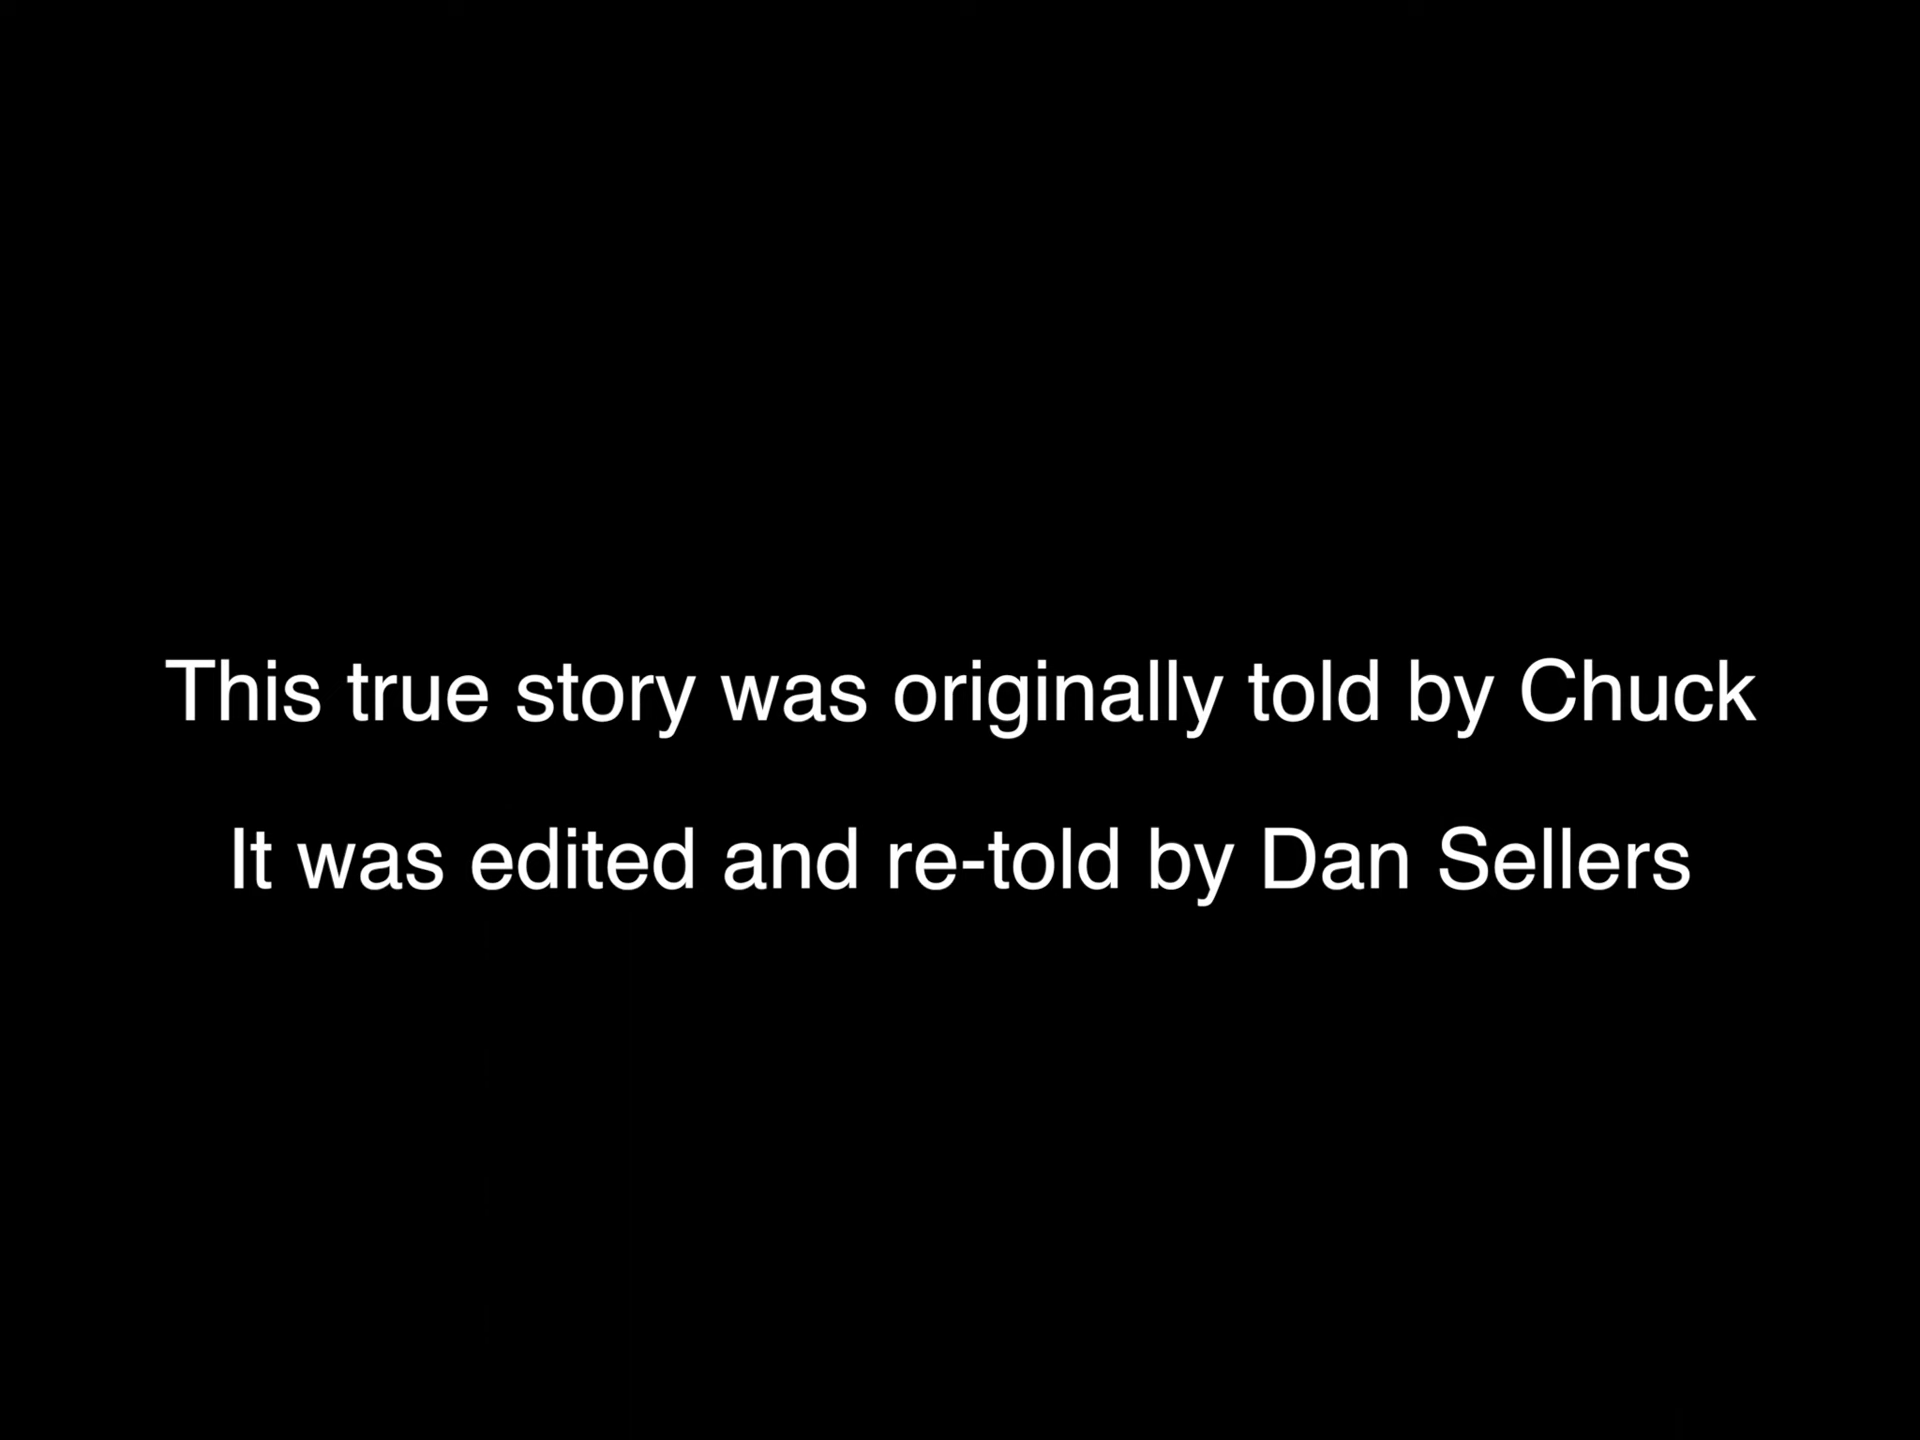 This true story was originally told by Chuck
It was edited and re-told by Dan Sellers